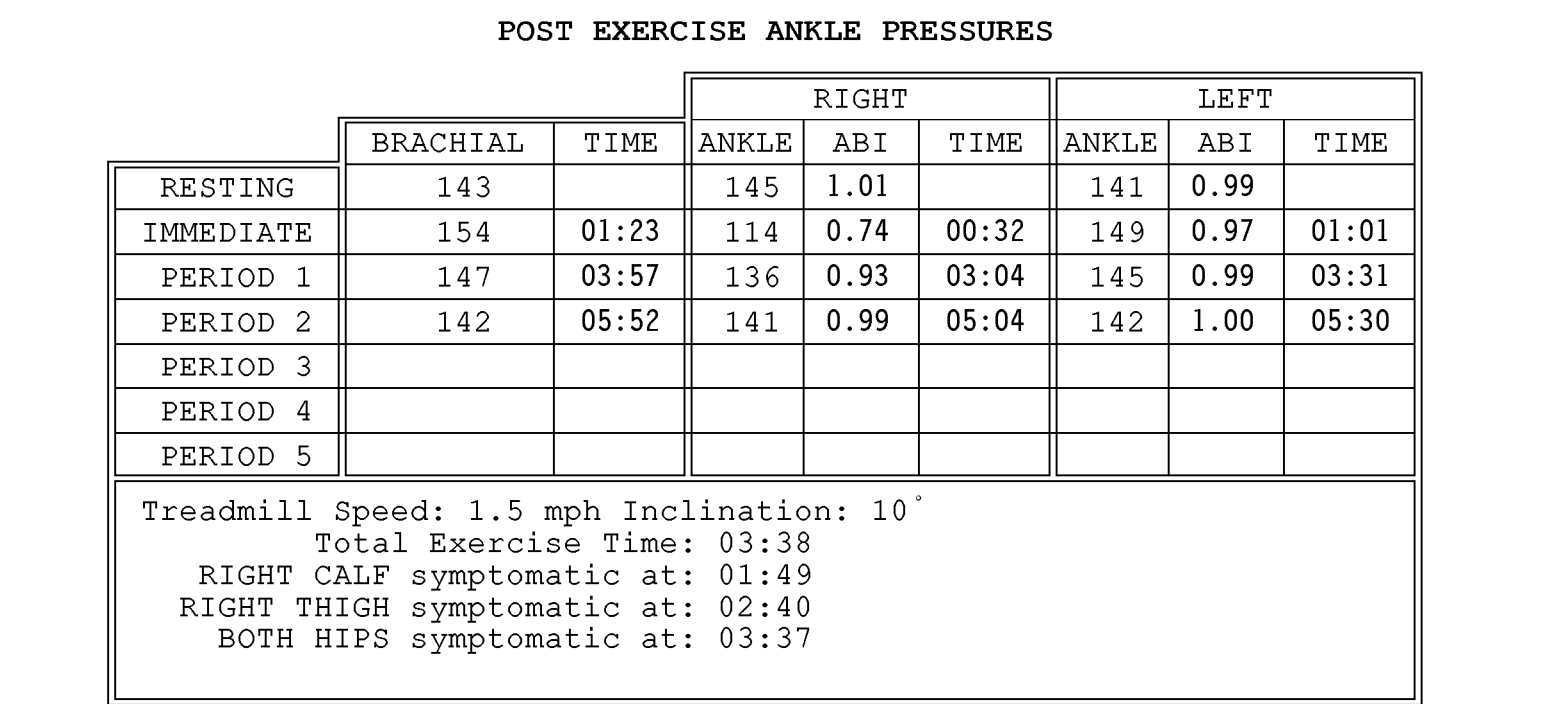 POST EXERCISE ANKLE PRESSURES
RIGHT LEFT
BRACHIAL TIME ANKLE ABI TIME ANKLE ABI TIME
RESTING 143 145 1.01 141 0.99
IMMEDIATE 154 01:23 114 0.74 00:32 149 0.97 01:01
PERIOD 1 147 03:57 136 0.93 03:04 145 0.99 03:31
PERIOD 2 142 05:52 141 0.99 05:04 142 1.00 05:30
PERIOD 3
PERIOD 4
PERIOD 5
Treadmill Speed: 1.5 mph Inclination: 10°
Total Exercise Time: 03:38
RIGHT CALF symptomatic at: 01:49
RIGHT THIGH symptomatic at: 02:40
BOTH HIPS symptomatic at: 03:37